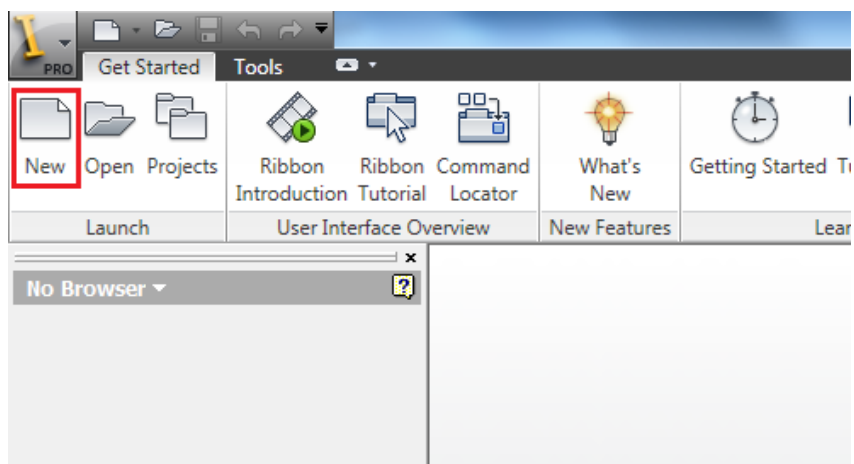 PRO Get Started Tools
New Open Projects Ribbon Introduction Ribbon Tutorial Command Locator What's New Getting Started
Launch User Interface Overview New Features
No Browser